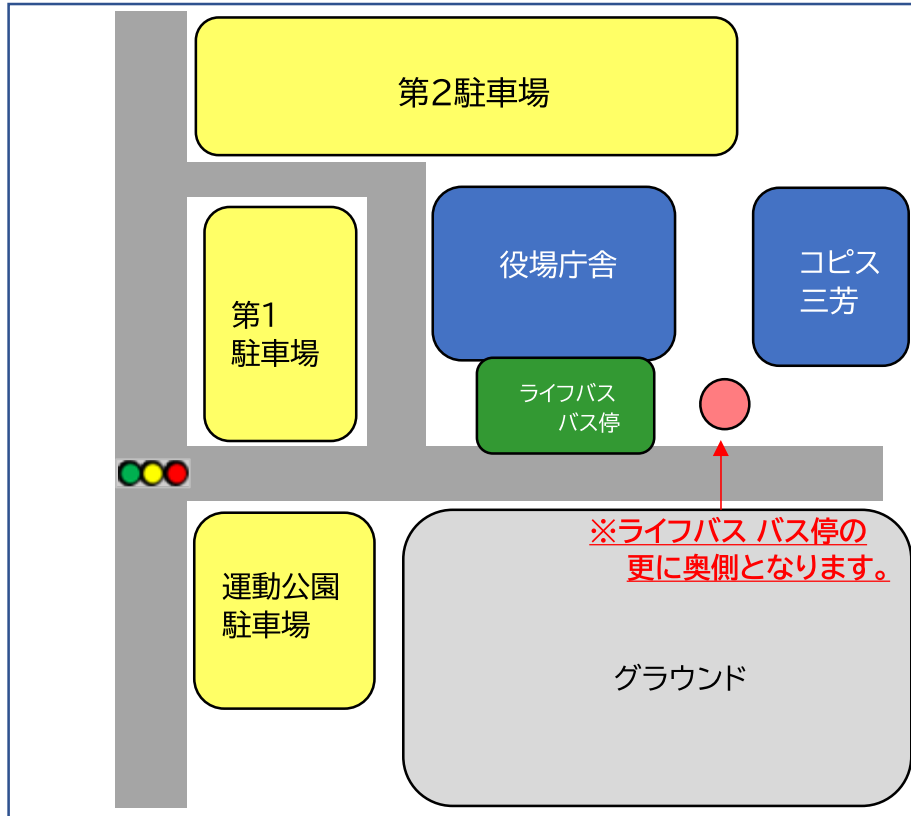 第2駐車場
役場庁舎
コピス
三芳
第1
駐車場
ライフバス
バス停
※ライフバス バス停の
更に奥側となります。
運動公園
駐車場
グラウンド